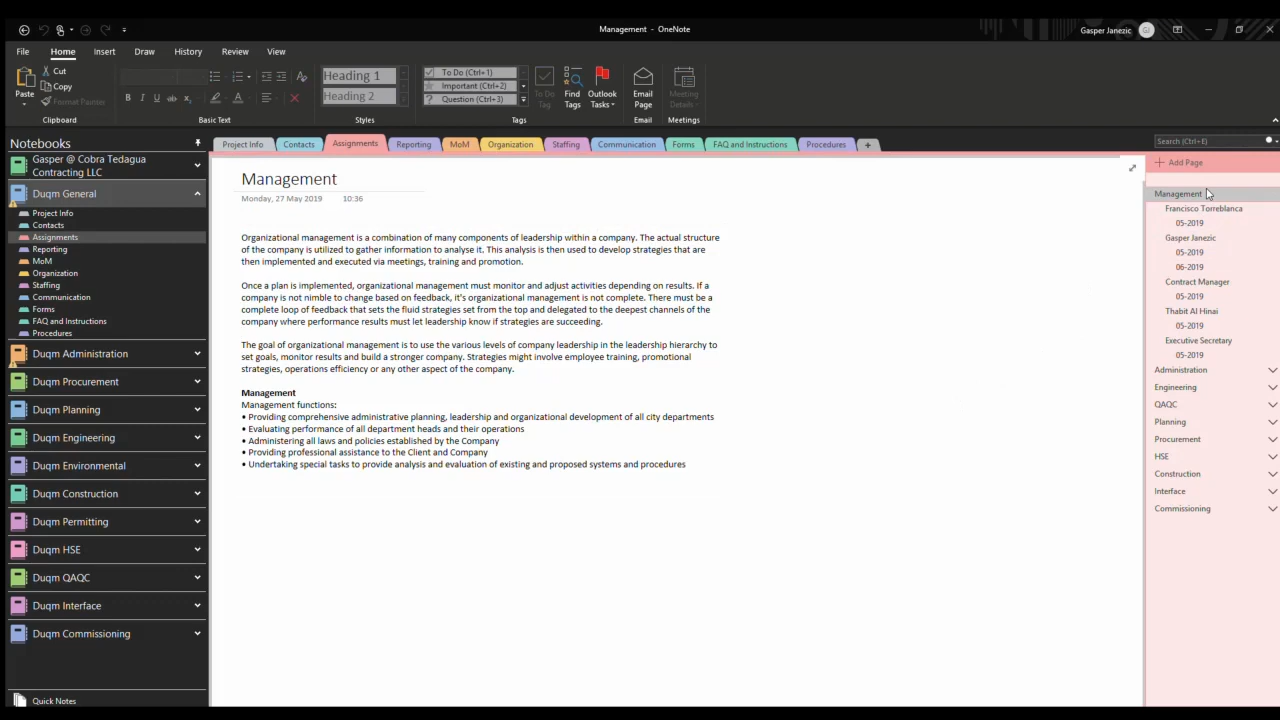 Management - OneNote
Gasper Janezic GJ
File Home Insert Draw History Review View
Paste
Cut
Copy
Format Painter
Clipboard
B I U ab x
A
Basic Text
Heading 1
Heading 2
Styles
To Do (Ctrl+1)
Important (Ctrl+2)
? Question (Ctrl+3)
To Do
Tag
Find
Tags
Outlook
Tasks
Tags
Email
Page
Email
Meeting
Details
Meetings
Notebooks
Gasper @ Cobra Tedagua
Contracting LLC
Duqm General
Project Info
Contacts
Assignments
Reporting
MoM
Organization
Staffing
Communication
Forms
FAQ and Instructions
Procedures
Duqm Administration
Duqm Procurement
Duqm Planning
Duqm Engineering
Duqm Environmental
Duqm Construction
Duqm Permitting
Duqm HSE
Duqm QAQC
Duqm Interface
Duqm Commissioning
Quick Notes
Project Info Contacts Assignments Reporting MoM Organization Staffing Communication Forms FAQ and Instructions Procedures +
Management
Monday, 27 May 2019 10:36
Organizational management is a combination of many components of leadership within a company. The actual structure
of the company is utilized to gather information to analyse it. This analysis is then used to develop strategies that are
then implemented and executed via meetings, training and promotion.
Once a plan is implemented, organizational management must monitor and adjust activities depending on results. If a
company is not nimble to change based on feedback, it's organizational management is not complete. There must be a
complete loop of feedback that sets the fluid strategies set from the top and delegated to the deepest channels of the
company where performance results must let leadership know if strategies are succeeding.
The goal of organizational management is to use the various levels of company leadership in the leadership hierarchy to
set goals, monitor results and build a stronger company. Strategies might involve employee training, promotional
strategies, operations efficiency or any other aspect of the company.
Management
Management functions:
• Providing comprehensive administrative planning, leadership and organizational development of all city departments
• Evaluating performance of all department heads and their operations
• Administering all laws and policies established by the Company
• Providing professional assistance to the Client and Company
• Undertaking special tasks to provide analysis and evaluation of existing and proposed systems and procedures
Search (Ctrl+E)
Add Page
Management
Francisco Torreblanca
05-2019
Gasper Janezic
05-2019
06-2019
Contract Manager
05-2019
Thabit Al Hinai
05-2019
Executive Secretary
05-2019
Administration
Engineering
QAQC
Planning
Procurement
HSE
Construction
Interface
Commissioning